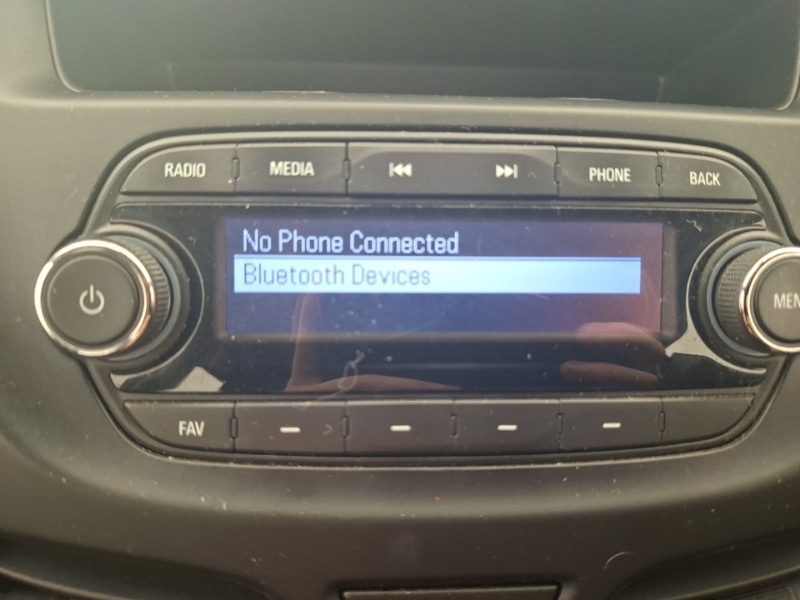 RADIO MEDIA PHONE BACK
No Phone Connected
Bluetooth Devices
FAV